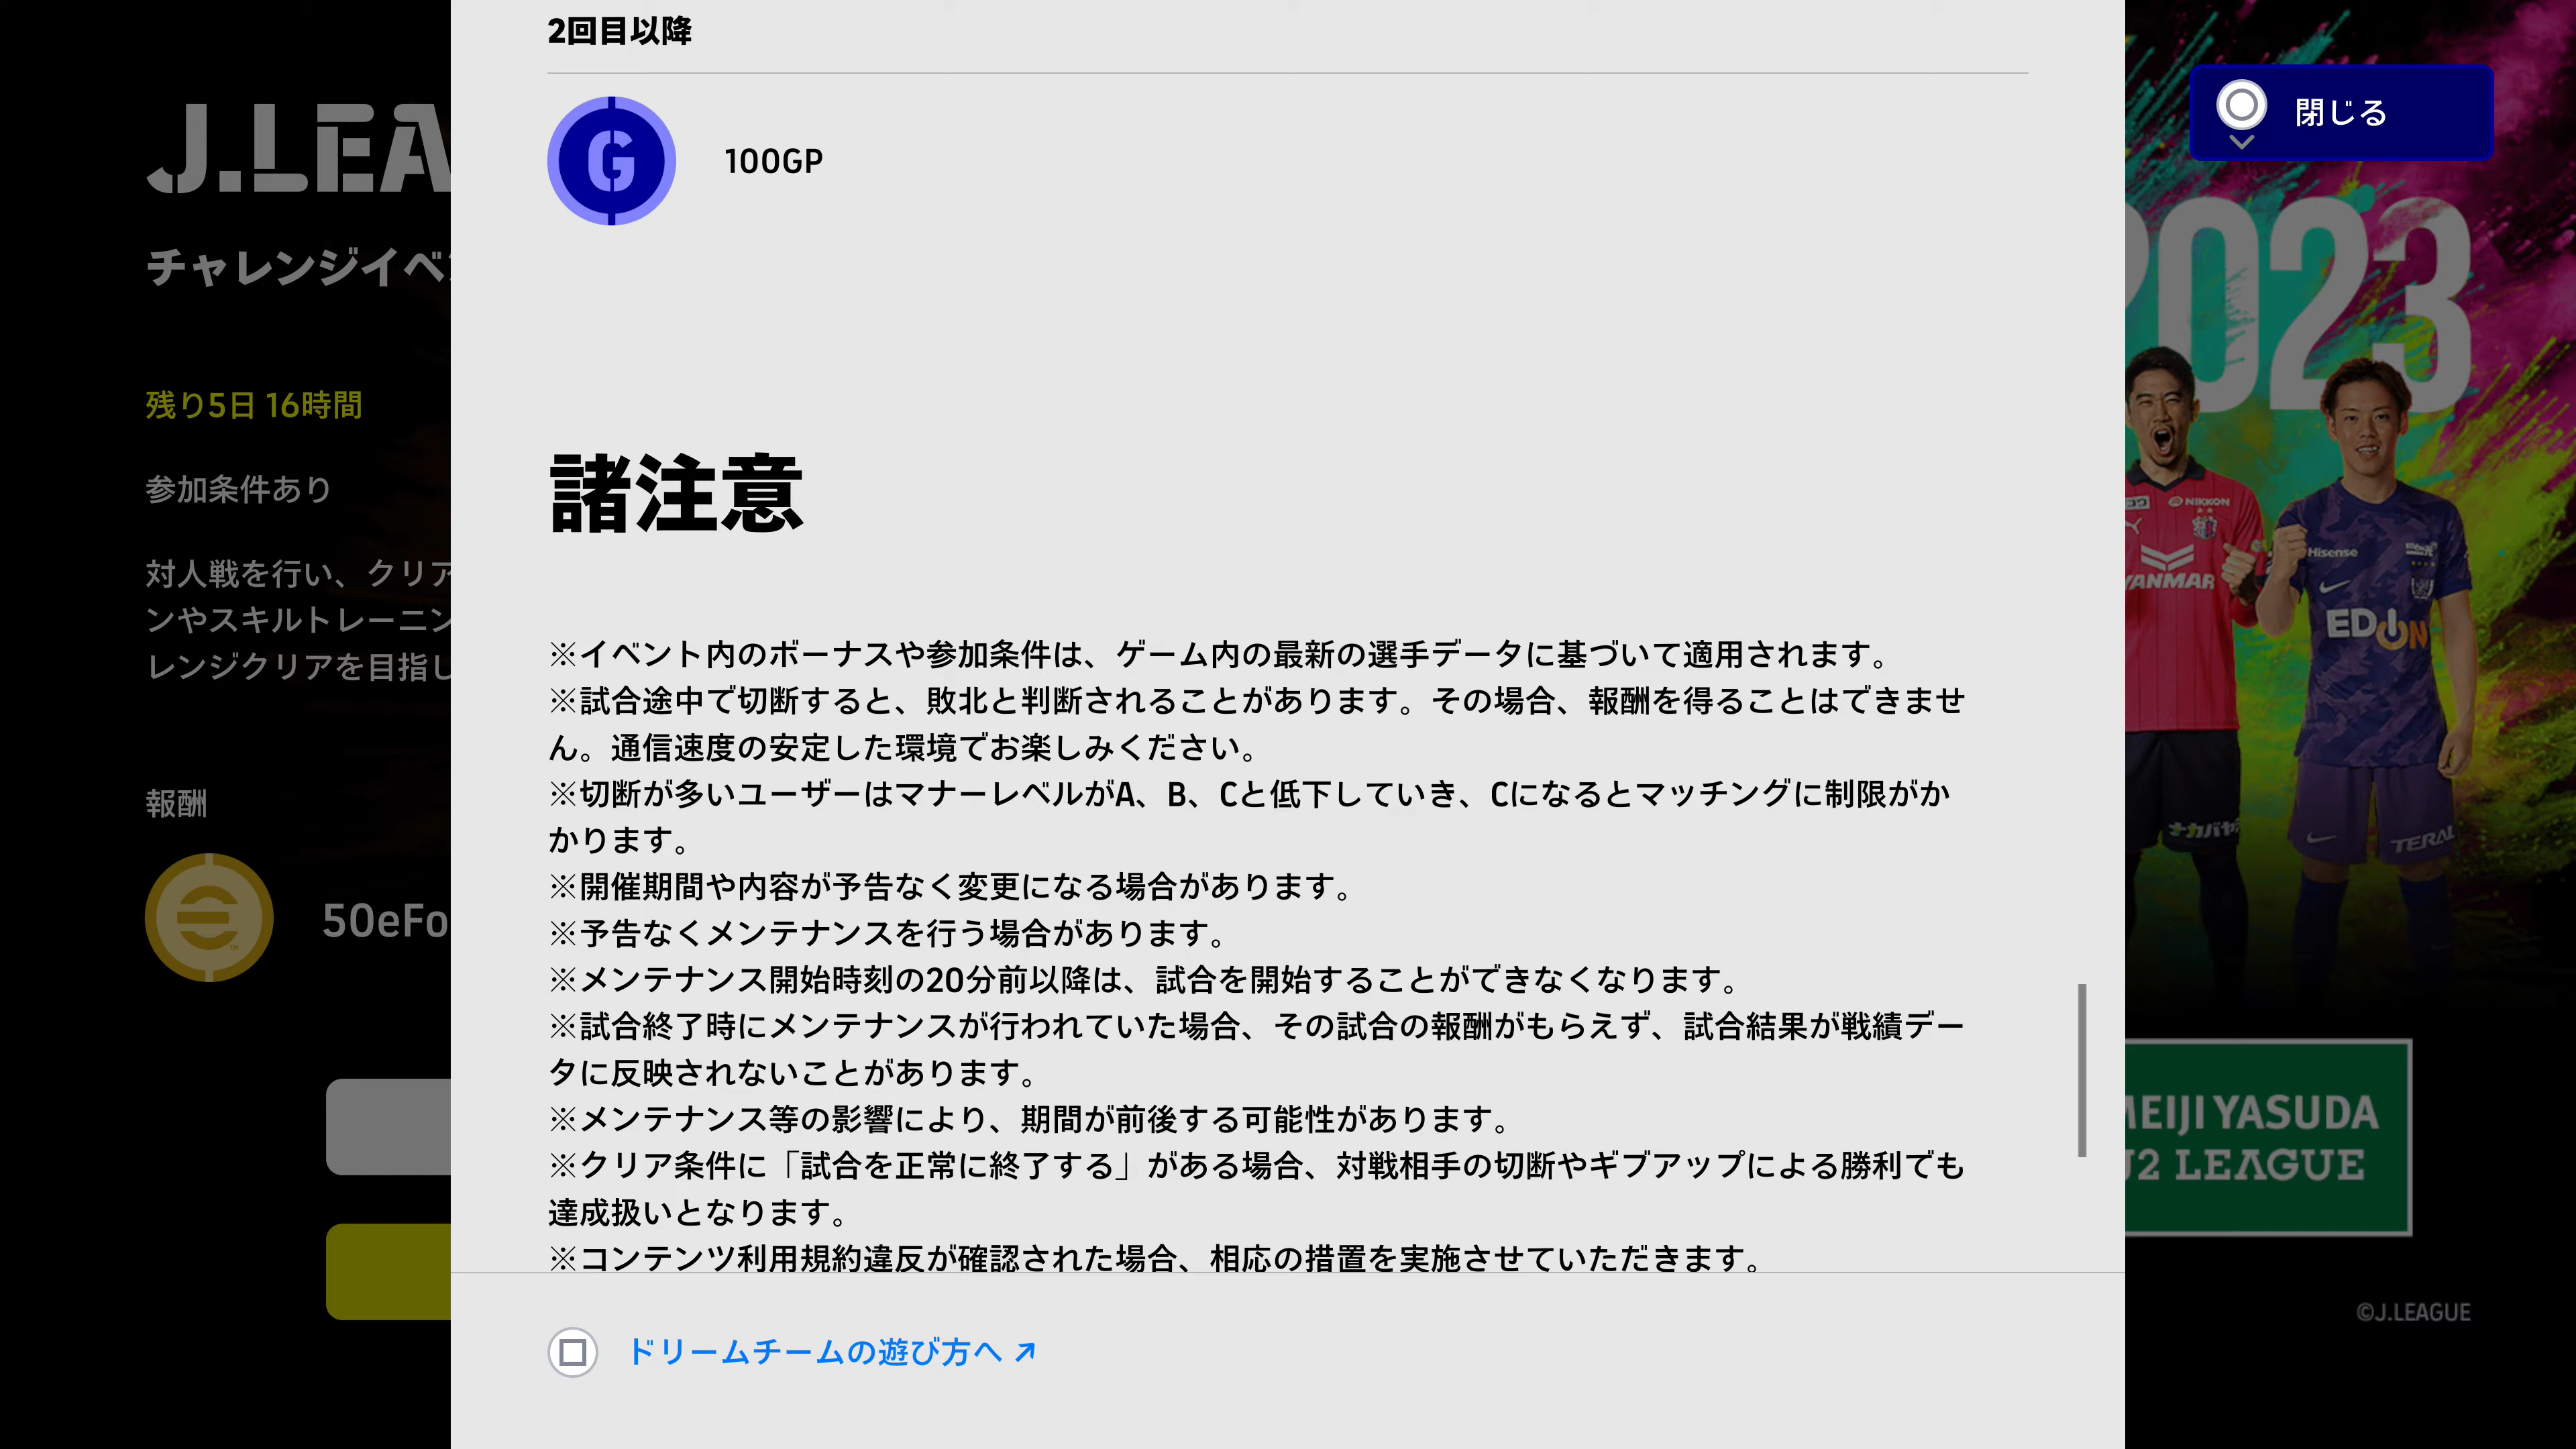 2回目以降
100GP
閉じる
J.LEA
チャレンジイベ
2023
残り5日 16時間
参加条件あり
対人戦を行い、クリア
ンやスキルトレーニン
レンジクリアを目指し
報酬
50eFo
諸注意
※イベント内のボーナスや参加条件は、ゲーム内の最新の選手データに基づいて適用されます。
※試合途中で切断すると、敗北と判断されることがあります。その場合、報酬を得ることはできませ
ん。通信速度の安定した環境でお楽しみください。
※切断が多いユーザーはマナーレベルがA、B、Cと低下していき、Cになるとマッチングに制限がか
かります。
※開催期間や内容が予告なく変更になる場合があります。
※予告なくメンテナンスを行う場合があります。
※メンテナンス開始時刻の20分前以降は、試合を開始することができなくなります。
※試合終了時にメンテナンスが行われていた場合、その試合の報酬がもらえず、試合結果が戦績デー
タに反映されないことがあります。
※メンテナンス等の影響により、期間が前後する可能性があります。
※クリア条件に「試合を正常に終了する」がある場合、対戦相手の切断やギブアップによる勝利でも
達成扱いとなります。
※コンテンツ利用規約違反が確認された場合、相応の措置を実施させていただきます。
ドリームチームの遊び方へ
NIKKON
YANMAR
Hisense
EDION
ナカバヤ
TERAL
MEIJI YASUDA
J2 LEAGUE
©J.LEAGUE